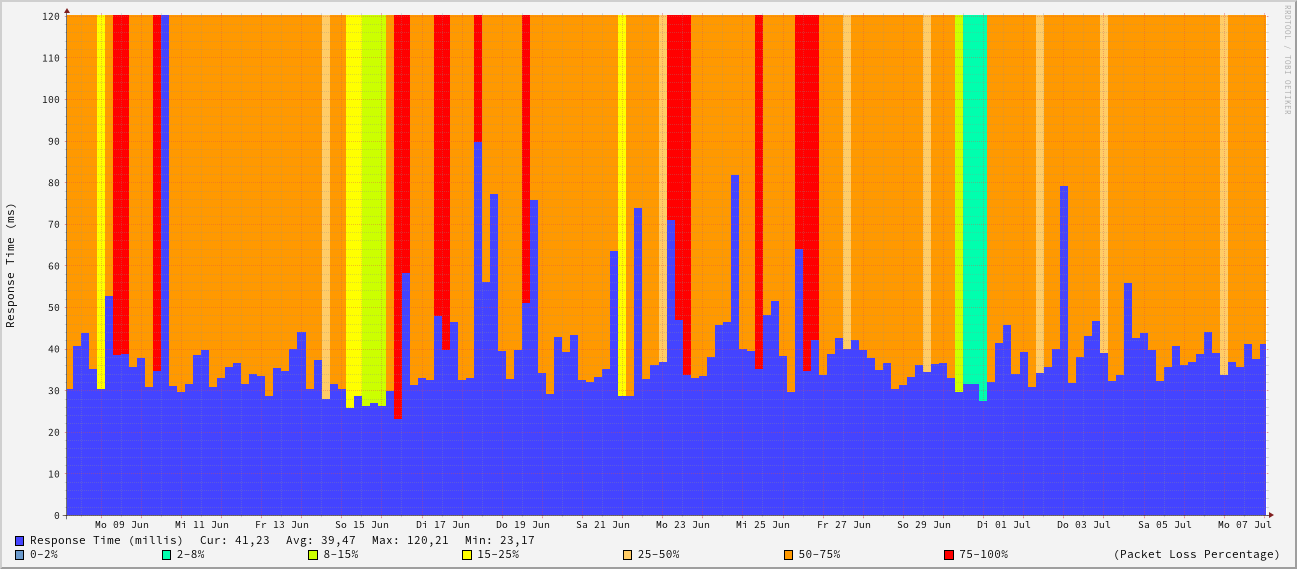 RRDTOOL / TOBI OETIKER
Response Time (ms)
120
110
100
90
80
70
60
50
40
30
20
10
0
Mo 09 Jun Mi 11 Jun Fr 13 Jun So 15 Jun Di 17 Jun Do 19 Jun Sa 21 Jun Mo 23 Jun Mi 25 Jun Fr 27 Jun So 29 Jun Di 01 Jul Do 03 Jul Sa 05 Jul Mo 07 Jul
Response Time (millis) Cur: 41,23 Avg: 39,47 Max: 120,21 Min: 23,17
0-2% 2-8% 8-15% 15-25% 25-50% 50-75% 75-100% (Packet Loss Percentage)